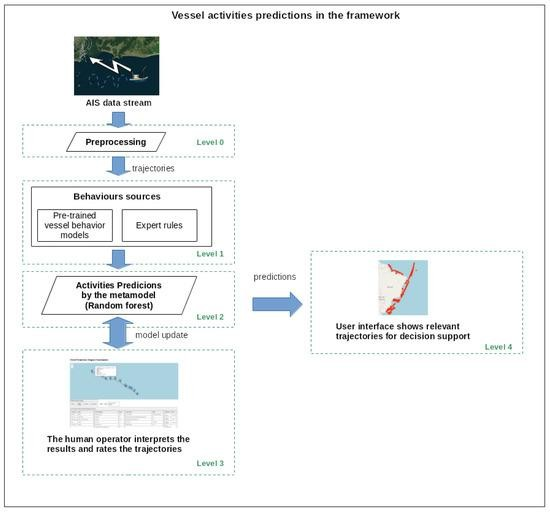 Vessel activities predictions in the framework
AIS data stream
Preprocessing
Level 0
trajectories
Behaviours sources
Pre-trained
vessel behavior
models
Expert rules
Level 1
Activities Predicions
by the metamodel
(Random forest)
Level 2
predictions
model update
User interface shows relevant
trajectories for decision support
Level 4
The human operator interprets the
results and rates the trajectories
Level 3